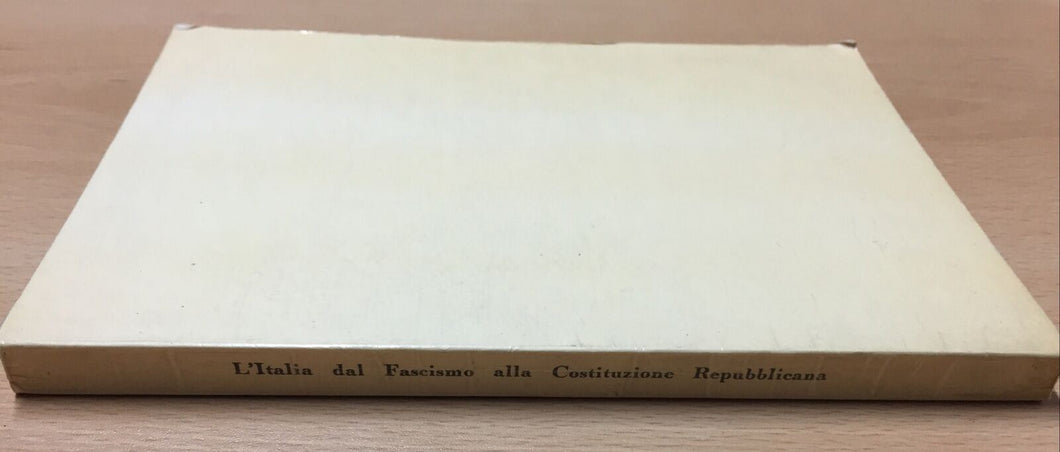 L'Italia dal Fascismo alla Costituzione Repubblicana